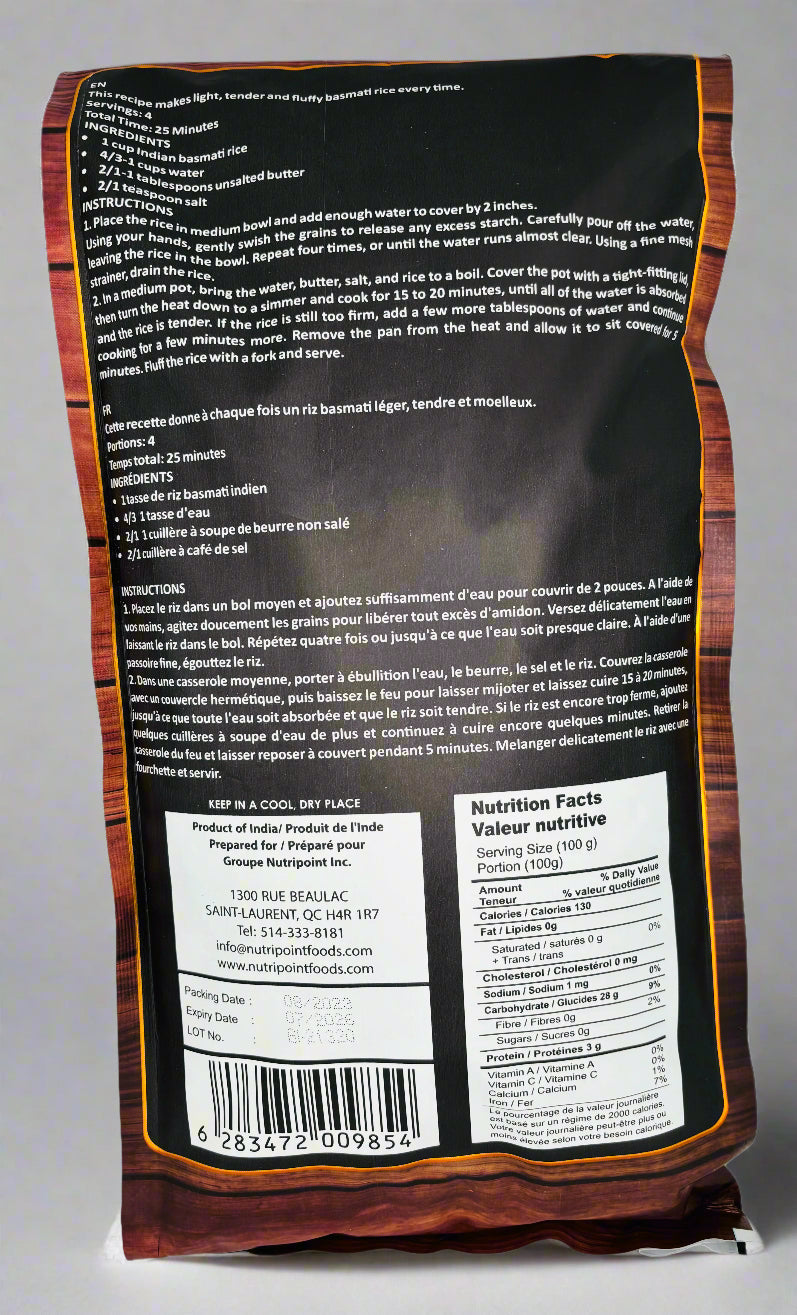 EN
This recipe makes light, tender and fluffy basmati rice every time.
Servings: 4
Total Time: 25 Minutes
INGREDIENTS
• 1 cup Indian basmati rice
• 4/3-1 cups water
• 2/1-1 tablespoons unsalted butter
• 2/1 teaspoon salt
INSTRUCTIONS
1. Place the rice in medium bowl and add enough water to cover by 2 inches.
Using your hands, gently swish the grains to release any excess starch. Carefully pour off the water,
leaving the rice in the bowl. Repeat four times, or until the water runs almost clear. Using a fine mesh
strainer, drain the rice.
2. In a medium pot, bring the water, butter, salt, and rice to a boil. Cover the pot with a tight-fitting lid,
then turn the heat down to a simmer and cook for 15 to 20 minutes, until all of the water is absorbed
and the rice is tender. If the rice is still too firm, add a few more tablespoons of water and continue
cooking for a few minutes more. Remove the pan from the heat and allow it to sit covered for 5
minutes. Fluff the rice with a fork and serve.
FR
Cette recette donne à chaque fois un riz basmati léger, tendre et moelleux.
Portions: 4
Temps total: 25 minutes
INGRÉDIENTS
• 1 tasse de riz basmati indien
• 4/3 1 tasse d'eau
• 2/1 1 cuillère à soupe de beurre non salé
• 2/1 cuillère à café de sel
INSTRUCTIONS
1. Placez le riz dans un bol moyen et ajoutez suffisamment d'eau pour couvrir de 2 pouces. A l'aide de
vos mains, agitez doucement les grains pour libérer tout excès d'amidon. Versez délicatement l'eau en
laissant le riz dans le bol. Répétez quatre fois ou jusqu'à ce que l'eau soit presque claire. À l'aide d'une
passoire fine, égouttez le riz.
2. Dans une casserole moyenne, porter à ébullition l'eau, le beurre, le sel et le riz. Couvrez la casserole
avec un couvercle hermétique, puis baissez le feu pour laisser mijoter et laissez cuire 15 à 20 minutes,
jusqu'à ce que toute l'eau soit absorbée et que le riz soit tendre. Si le riz est encore trop ferme, ajoutez
quelques cuillères à soupe d'eau de plus et continuez à cuire encore quelques minutes. Retirer la
casserole du feu et laisser reposer à couvert pendant 5 minutes. Melanger delicatement le riz avec une
fourchette et servir.
KEEP IN A COOL, DRY PLACE
Product of India/ Produit de l'Inde
Prepared for / Préparé pour
Groupe Nutripoint Inc.
1300 RUE BEAULAC
SAINT-LAURENT, QC H4R 1R7
Tel: 514-333-8181
info@nutripointfoods.com
www.nutripointfoods.com
Packing Date : 08/2023
Expiry Date : 07/2026
LOT No. :
6 283472 009854
Nutrition Facts
Valeur nutritive
Serving Size (100 g)
Portion (100g)
Amount % Daily Value
Teneur % valeur quotidienne
Calories / Calories 130
Fat / Lipides 0g 0%
Saturated / saturés 0 g
+ Trans / trans
Cholesterol / Cholestérol 0 mg
Sodium / Sodium 1 mg 0%
Carbohydrate / Glucides 28 g 9%
Fibre / Fibres 0g 2%
Sugars / Sucres 0g
Protein / Protéines 3 g
Vitamin A / Vitamine A 0%
Vitamin C / Vitamine C 0%
Calcium / Calcium 1%
Iron / Fer 7%
Le pourcentage de la valeur journalière
est basé sur un régime de 2000 calories.
Votre valeur journalière peut-être plus ou
moins élevée selon votre besoin calorique.